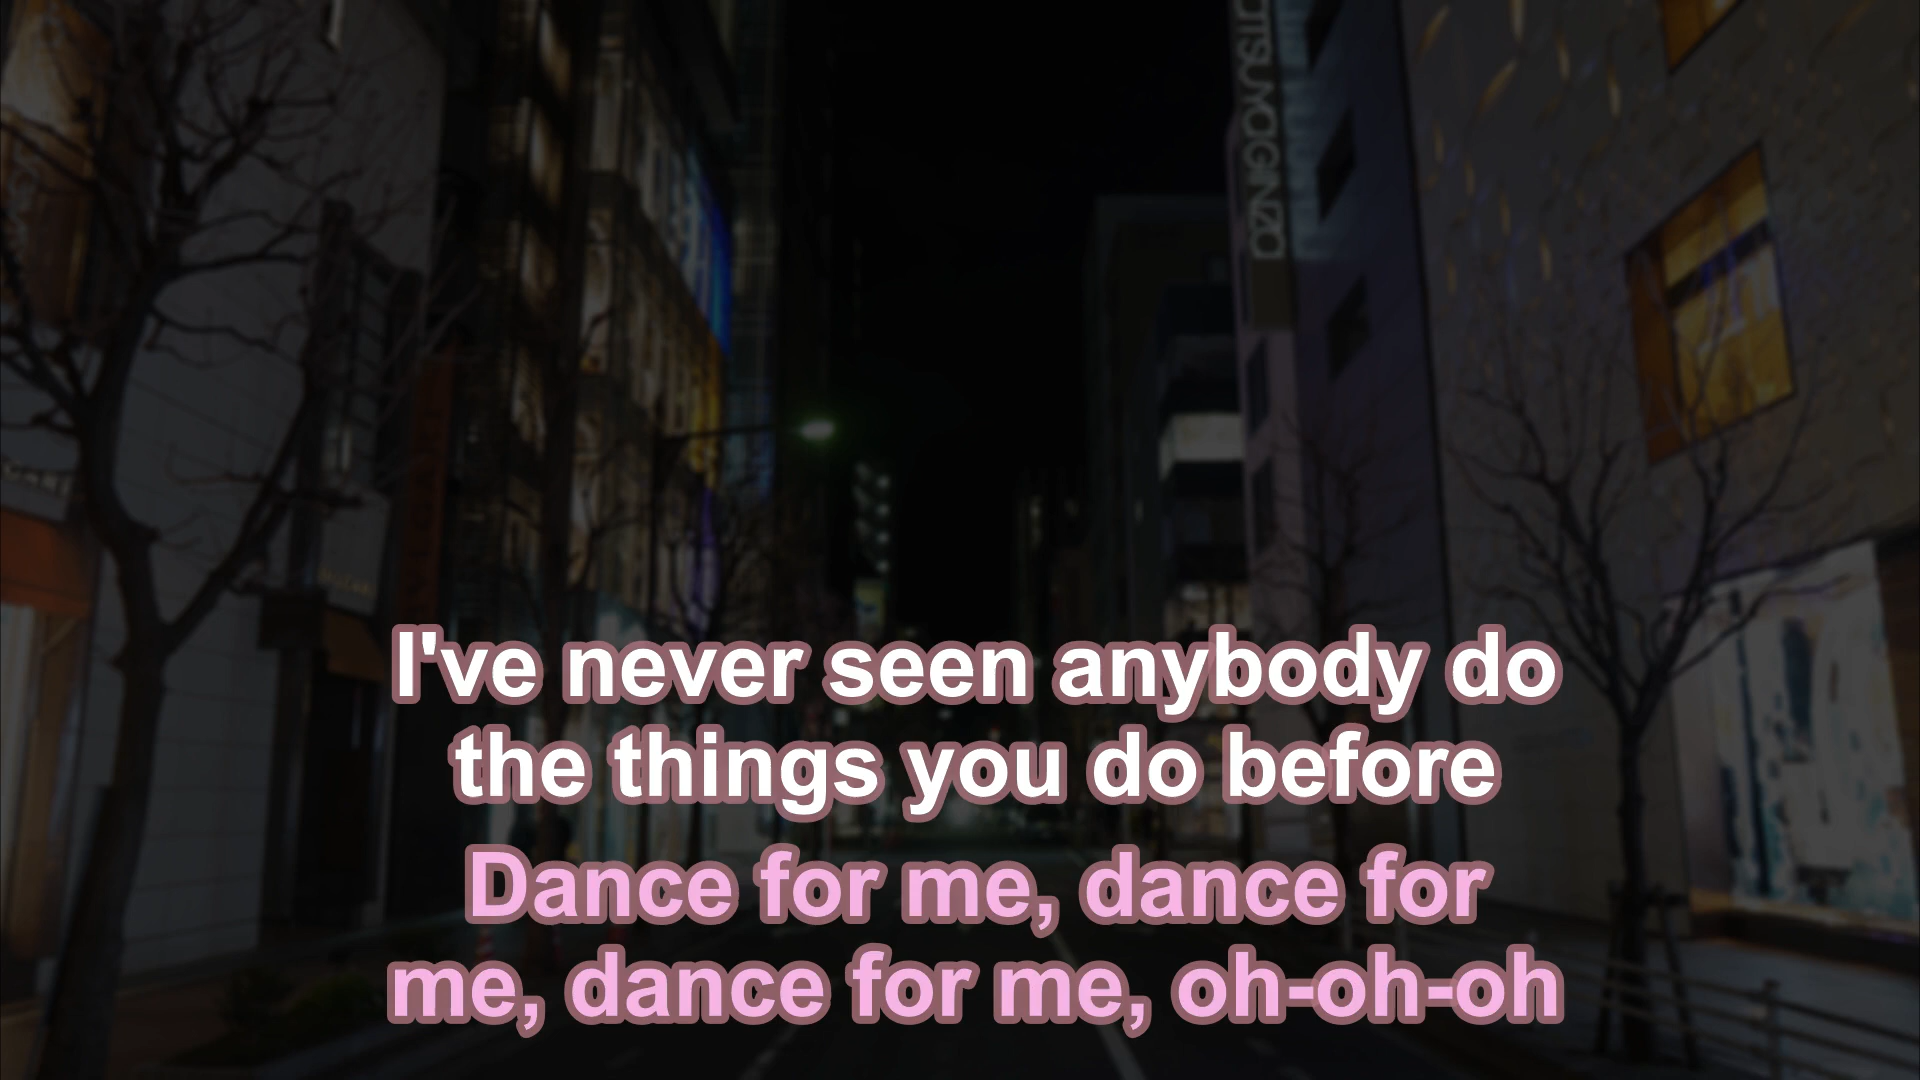 I've never seen anybody do
the things you do before
Dance for me, dance for
me, dance for me, oh-oh-oh